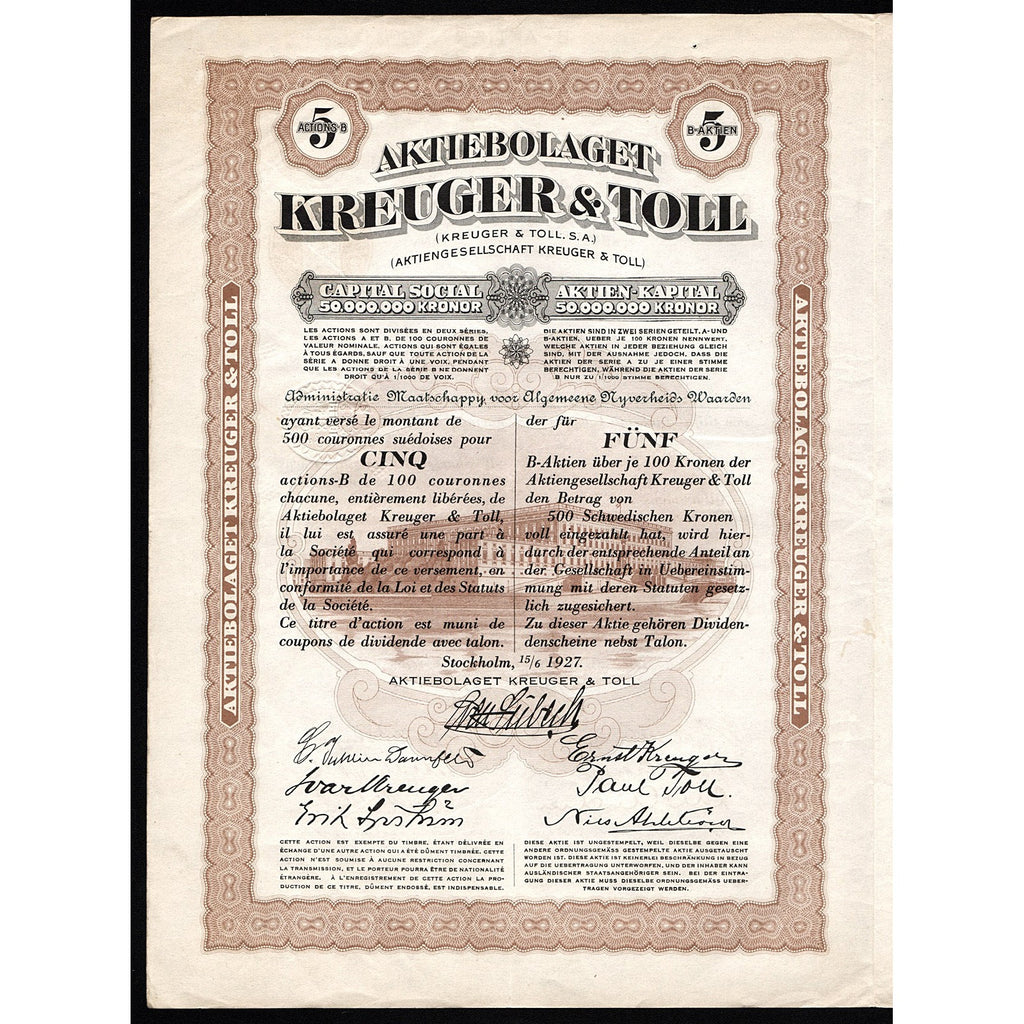 5
ACTIONS-B
5
B-AKTIEN
AKTIEBOLAGET
KREUGER & TOLL
(KREUGER & TOLL. S.A.)
(AKTIENGESELLSCHAFT KREUGER & TOLL)
CAPITAL SOCIAL
50.000.000 KRONOR
AKTIEN-KAPITAL
50.000.000 KRONOR
LES ACTIONS SONT DIVISÉES EN DEUX SÉRIES,
LES ACTIONS A ET B, DE 100 COURONNES DE
VALEUR NOMINALE, ACTIONS QUI SONT ÉGALES
À TOUS ÉGARDS, SAUF QUE TOUTE ACTION DE LA
SÉRIE A DONNE DROIT À UNE VOIX, PENDANT
QUE LES ACTIONS DE LA SÉRIE B NE DONNENT
DROIT QU'À 1/1000 DE VOIX.
DIE AKTIEN SIND IN ZWEI SERIEN GETEILT, A- UND
B-AKTIEN, UEBER JE 100 KRONEN NENNWERT,
WELCHE AKTIEN IN JEDER BEZIEHUNG GLEICH
SIND, MIT DER AUSNAHME JEDOCH, DASS DIE
AKTIEN DER SERIE A ZU JE EINER STIMME
BERECHTIGEN, WÄHREND DIE AKTIEN DER SERIE
B NUR ZU 1/1000 STIMME BERECHTIGEN.
Administratie Maatschappy voor Algemeene Nyverheids Waarden
ayant versé le montant de
500 couronnes suédoises pour
CINQ
actions-B de 100 couronnes
chacune, entièrement libérées, de
Aktiebolaget Kreuger & Toll,
il lui est assuré une part à
la Société qui correspond à
l'importance de ce versement, en
conformité de la Loi et des Statuts
de la Société.
Ce titre d'action est muni de
coupons de dividende avec talon.
der für
FÜNF
B-Aktien über je 100 Kronen der
Aktiengesellschaft Kreuger & Toll
den Betrag von
500 Schwedischen Kronen
voll eingezahlt hat, wird hier-
durch der entsprechende Anteil an
der Gesellschaft in Uebereinstim-
mung mit deren Statuten gesetz-
lich zugesichert.
Zu dieser Aktie gehören Dividen-
denscheine nebst Talon.
Stockholm, 15/6 1927.
AKTIEBOLAGET KREUGER & TOLL
Ernst Kreuger
Ivar Kreuger
Paul Toll.
CETTE ACTION EST EXEMPTE DU TIMBRE, ÉTANT DÉLIVRÉE EN
ÉCHANGE D'UNE AUTRE ACTION QUI A ÉTÉ DÛMENT TIMBRÉE. CETTE
ACTION N'EST SOUMISE À AUCUNE RESTRICTION CONCERNANT
LA TRANSMISSION, ET LE PORTEUR POURRA ÊTRE DE NATIONALITÉ
ÉTRANGÈRE. À L'ENREGISTREMENT DE CETTE ACTION LA PRO-
DUCTION DE CE TITRE, DÛMENT ENDOSSÉ, EST INDISPENSABLE.
DIESE AKTIE IST UNGESTEMPELT, WEIL DIESELBE GEGEN EINE
ANDERE ORDNUNGSGEMÄSS GESTEMPELTE AKTIE AUSGETAUSCHT
WORDEN IST. DIESE AKTIE IST KEINERLEI BESCHRÄNKUNG IN BEZUG
AUF DIE UEBERTRAGUNG UNTERWORFEN, UND DER INHABER KANN
AUSLÄNDISCHER STAATSANGEHÖRIGER SEIN. BEI DER EINTRA-
GUNG DIESER AKTIE MUSS DIESELBE ORDNUNGSGEMÄSS UEBER-
TRAGEN VORGEZEIGT WERDEN.
AKTIEBOLAGET KREUGER & TOLL
AKTIEBOLAGET KREUGER & TOLL